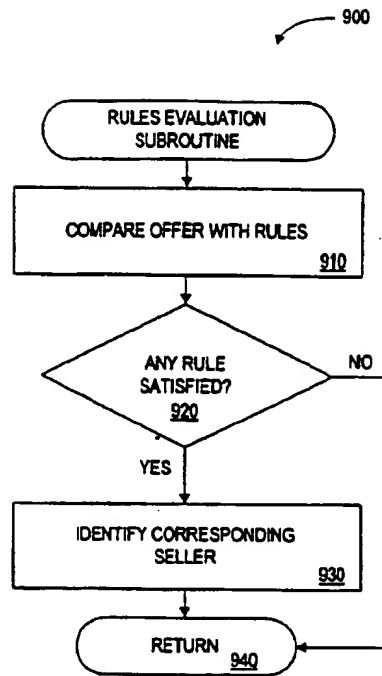 900
RULES EVALUATION
SUBROUTINE
COMPARE OFFER WITH RULES
910
ANY RULE
SATISFIED?
920
NO
YES
IDENTIFY CORRESPONDING
SELLER
930
RETURN
940